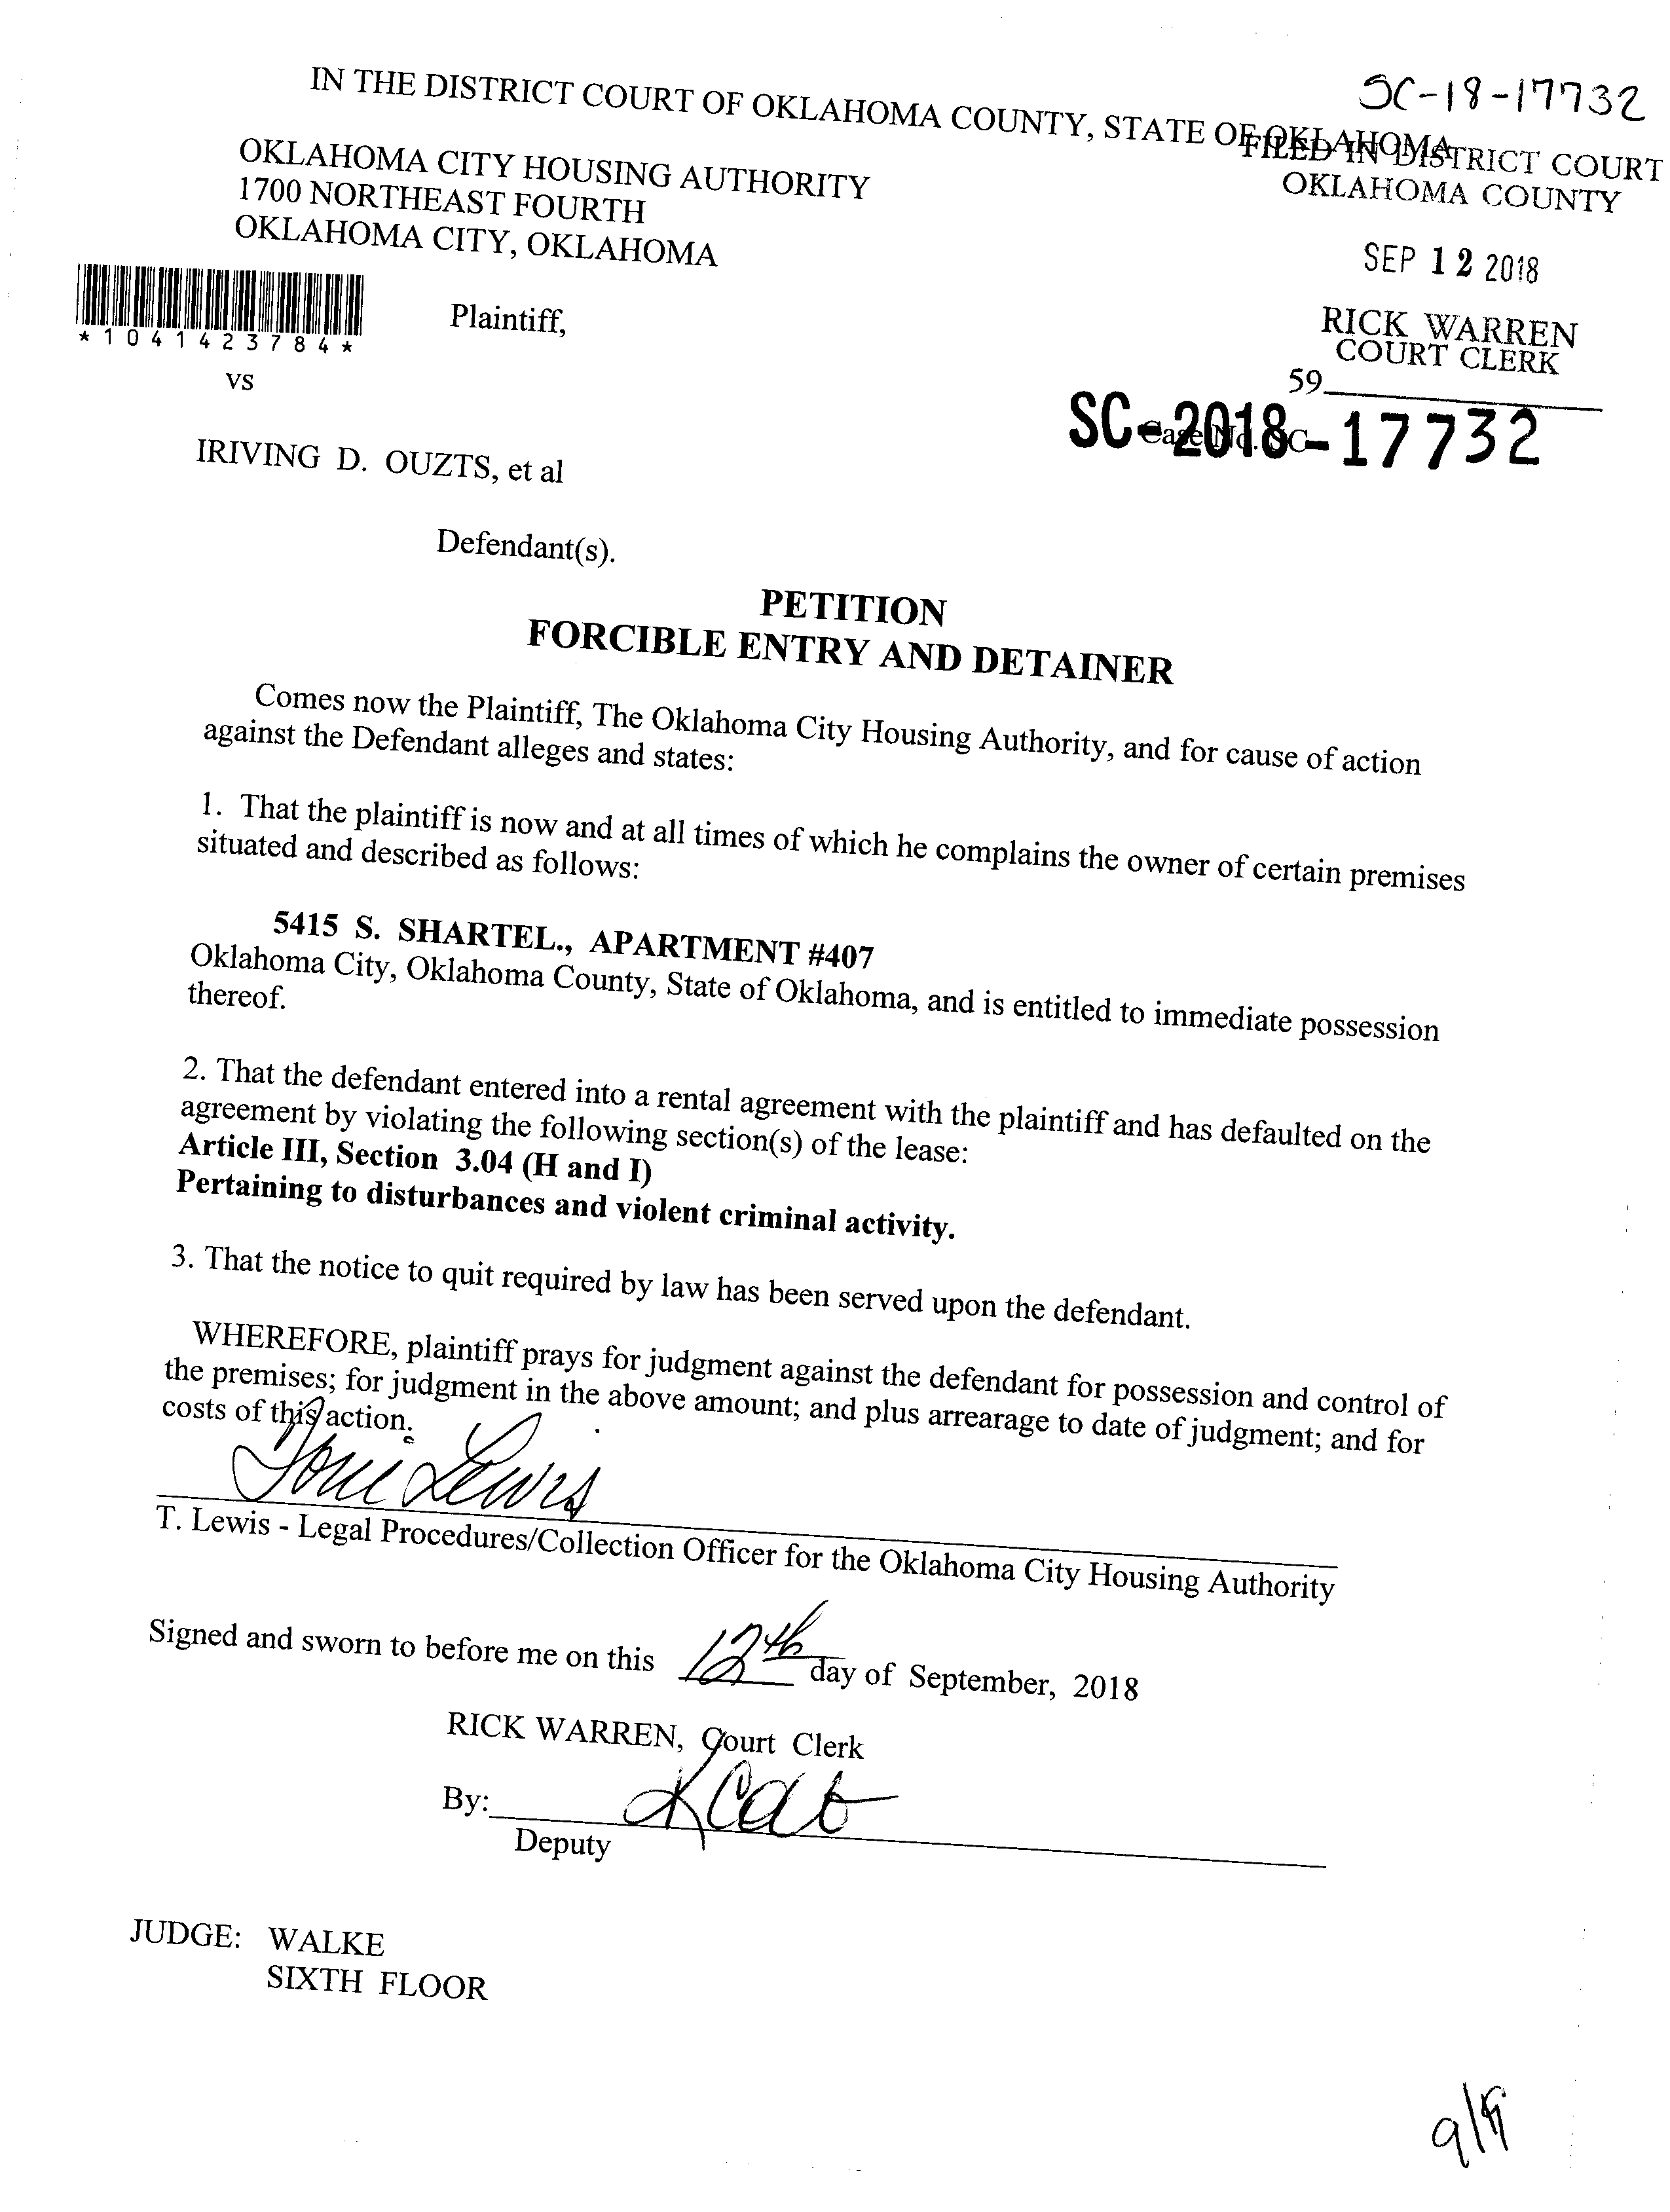 SC-18-17732
IN THE DISTRICT COURT OF OKLAHOMA COUNTY, STATE OF OKLAHOMA
FILED IN DISTRICT COURT
OKLAHOMA COUNTY
OKLAHOMA CITY HOUSING AUTHORITY
1700 NORTHEAST FOURTH
OKLAHOMA CITY, OKLAHOMA
SEP 12 2018
RICK WARREN
COURT CLERK
59
*1041423784*
Plaintiff,
vs
Case No. SC-
SC-2018-17732
IRIVING D. OUZTS, et al
Defendant(s).
PETITION
FORCIBLE ENTRY AND DETAINER
Comes now the Plaintiff, The Oklahoma City Housing Authority, and for cause of action
against the Defendant alleges and states:
1. That the plaintiff is now and at all times of which he complains the owner of certain premises
situated and described as follows:
5415 S. SHARTEL., APARTMENT #407
Oklahoma City, Oklahoma County, State of Oklahoma, and is entitled to immediate possession
thereof.
2. That the defendant entered into a rental agreement with the plaintiff and has defaulted on the
agreement by violating the following section(s) of the lease:
Article III, Section 3.04 (H and I)
Pertaining to disturbances and violent criminal activity.
3. That the notice to quit required by law has been served upon the defendant.
WHEREFORE, plaintiff prays for judgment against the defendant for possession and control of
the premises; for judgment in the above amount; and plus arrearage to date of judgment; and for
costs of this action.
Toni Lewis
T. Lewis - Legal Procedures/Collection Officer for the Oklahoma City Housing Authority
Signed and sworn to before me on this 12th day of September, 2018
RICK WARREN, Court Clerk
By:
Deputy
JUDGE: WALKE
SIXTH FLOOR